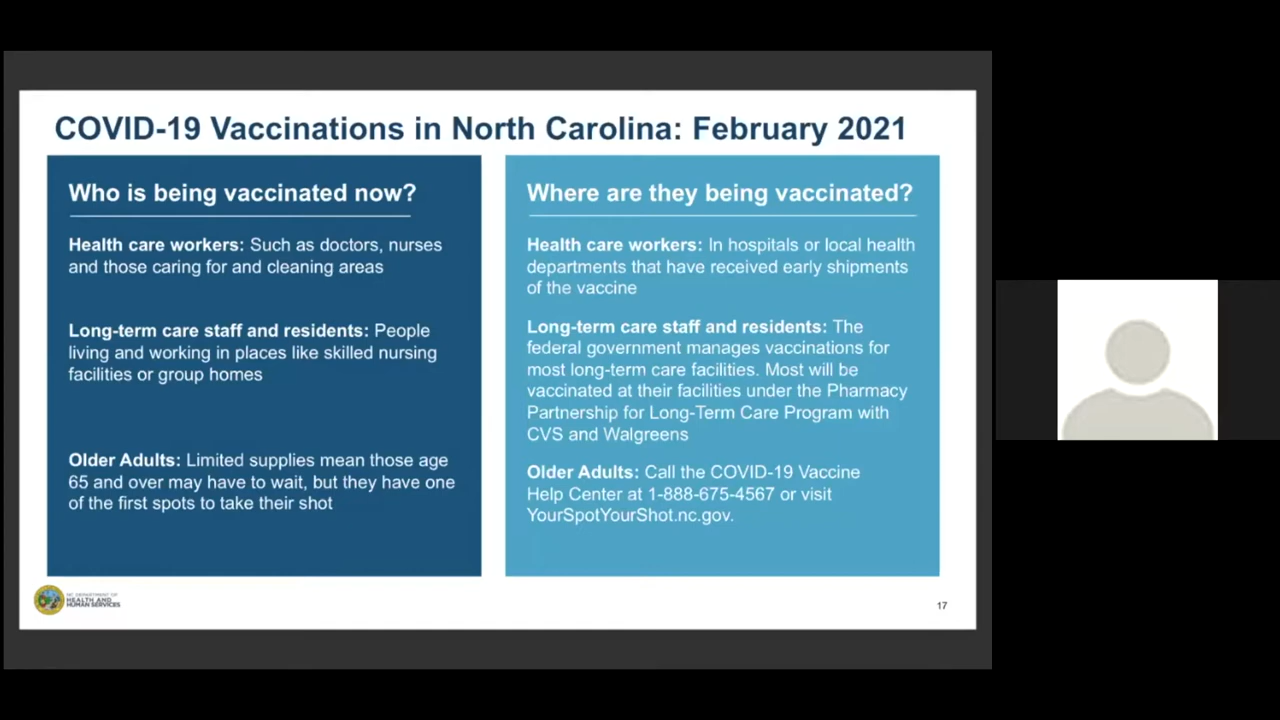 COVID-19 Vaccinations in North Carolina: February 2021
Who is being vaccinated now?
Health care workers: Such as doctors, nurses
and those caring for and cleaning areas
Long-term care staff and residents: People
living and working in places like skilled nursing
facilities or group homes
Older Adults: Limited supplies mean those age
65 and over may have to wait, but they have one
of the first spots to take their shot
Where are they being vaccinated?
Health care workers: In hospitals or local health
departments that have received early shipments
of the vaccine
Long-term care staff and residents: The
federal government manages vaccinations for
most long-term care facilities. Most will be
vaccinated at their facilities under the Pharmacy
Partnership for Long-Term Care Program with
CVS and Walgreens
Older Adults: Call the COVID-19 Vaccine
Help Center at 1-888-675-4567 or visit
YourSpotYourShot.nc.gov.
NC DEPARTMENT OF
HEALTH AND
HUMAN SERVICES
17